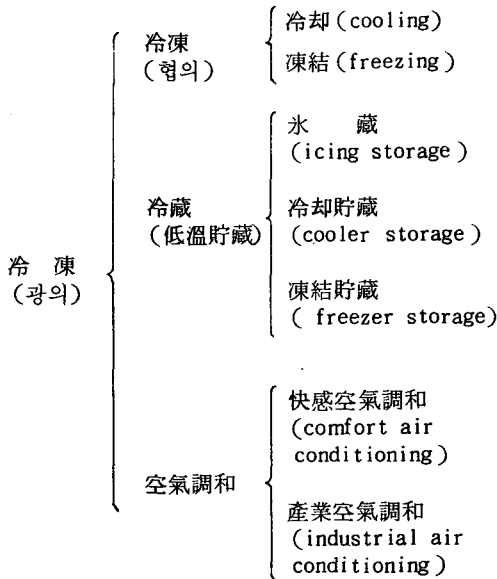 冷 凍
(광의)
冷凍
(협의)
冷却(cooling)
凍結(freezing)
冷藏
(低溫貯藏)
氷 藏
(icing storage)
冷却貯藏
(cooler storage)
凍結貯藏
( freezer storage)
空氣調和
快感空氣調和
(comfort air
conditioning)
產業空氣調和
(industrial air
conditioning)